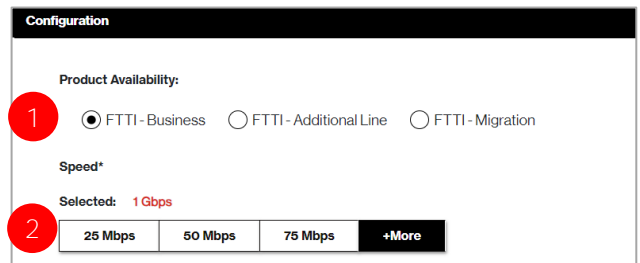 Configuration
Product Availability:
1
FTTI - Business FTTI - Additional Line FTTI - Migration
Speed*
Selected: 1 Gbps
2
25 Mbps 50 Mbps 75 Mbps +More